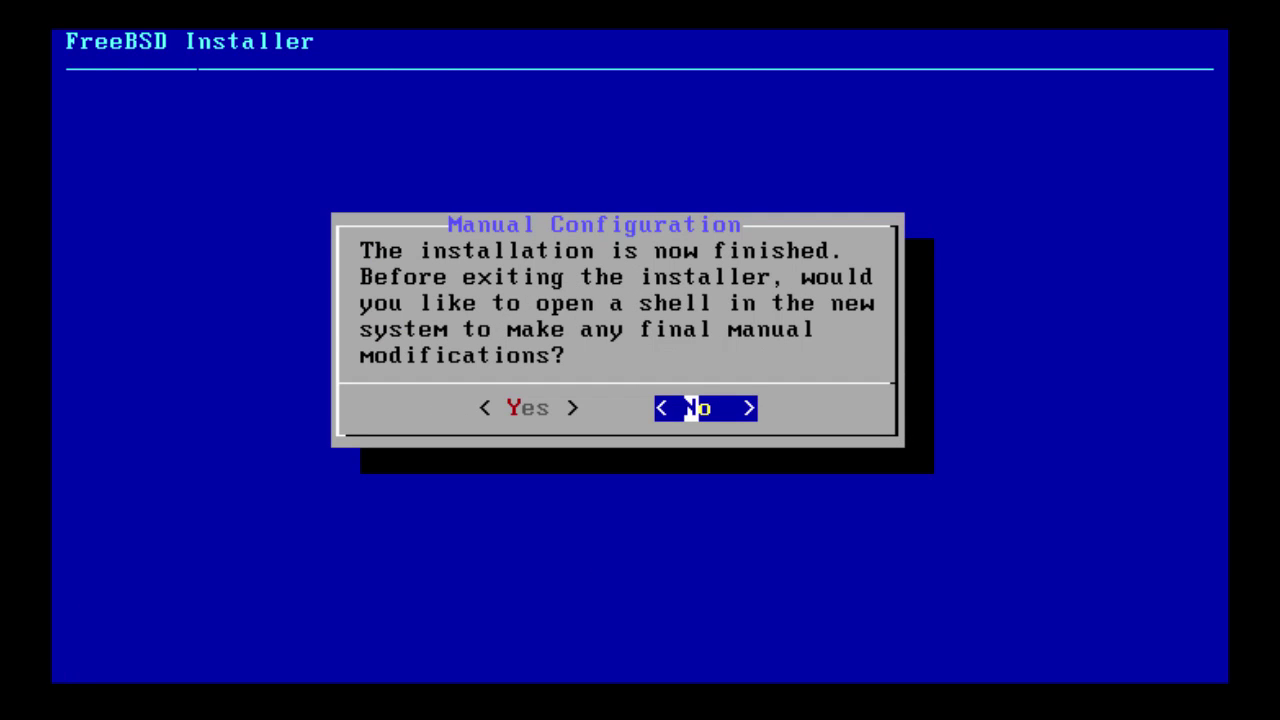 FreeBSD Installer
Manual Configuration
The installation is now finished.
Before exiting the installer, would
you like to open a shell in the new
system to make any final manual
modifications?
< Yes > < No >